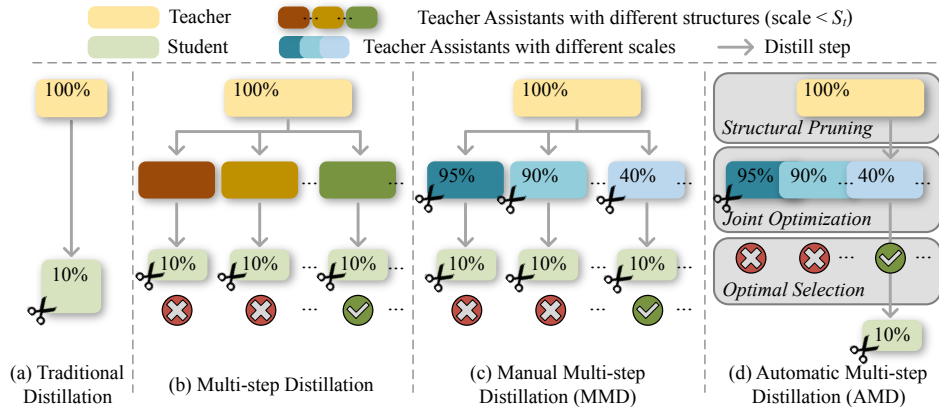 Teacher
Teacher Assistants with different structures (scale < S_t)
Student
Teacher Assistants with different scales
Distill step
100%
10%
(a) Traditional
Distillation
100%
... ...
10% 10% ... 10% ...
... ...
(b) Multi-step Distillation
100%
95% 90% ... 40% ...
10% 10% ... 10% ...
... ...
(c) Manual Multi-step
Distillation (MMD)
100%
Structural Pruning
95% 90% ... 40%
Joint Optimization
... ...
Optimal Selection
10%
(d) Automatic Multi-step
Distillation (AMD)